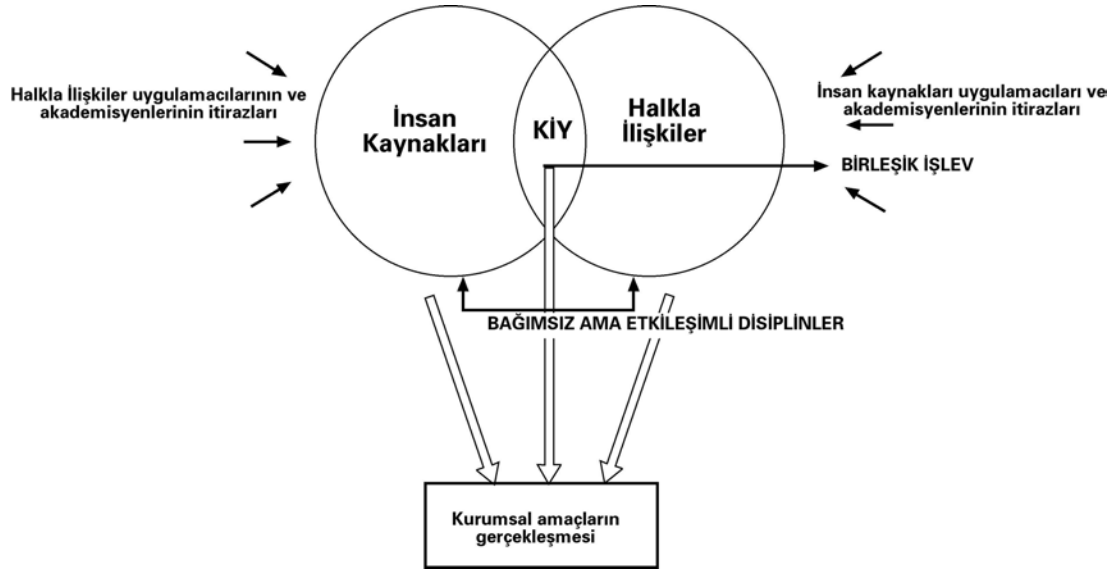 Halkla İlişkiler uygulamacılarının ve
akademisyenlerinin itirazları
İnsan
Kaynakları
KİY
Halkla
İlişkiler
İnsan kaynakları uygulamacıları ve
akademisyenlerinin itirazları
BİRLEŞİK İŞLEV
BAĞIMSIZ AMA ETKİLEŞİMLİ DİSİPLİNLER
Kurumsal amaçların
gerçekleşmesi